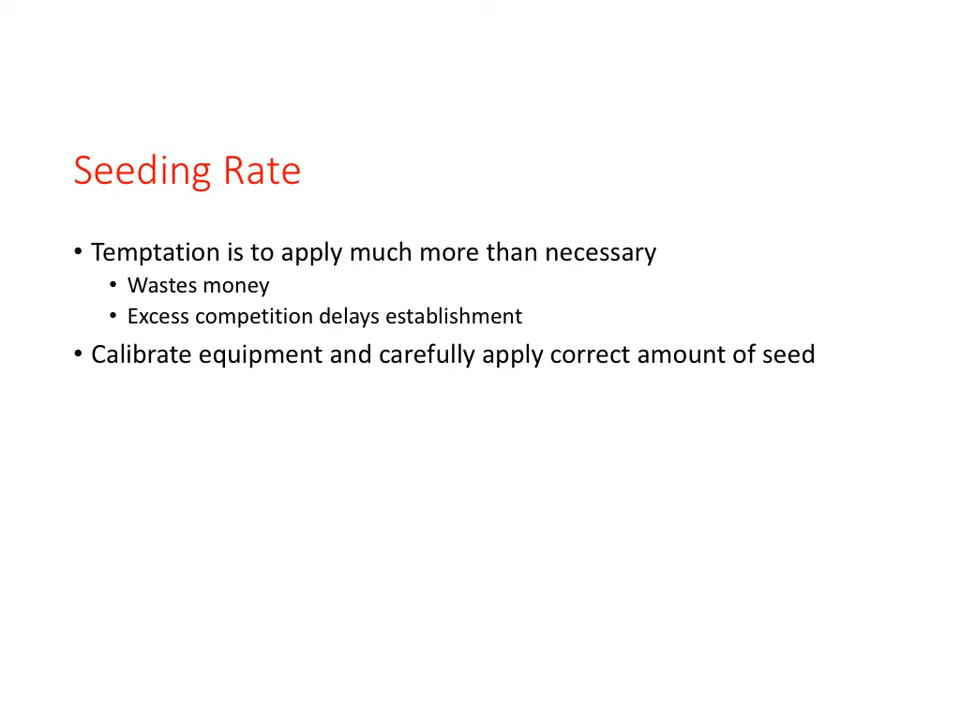 Seeding Rate
• Temptation is to apply much more than necessary
• Wastes money
• Excess competition delays establishment
• Calibrate equipment and carefully apply correct amount of seed